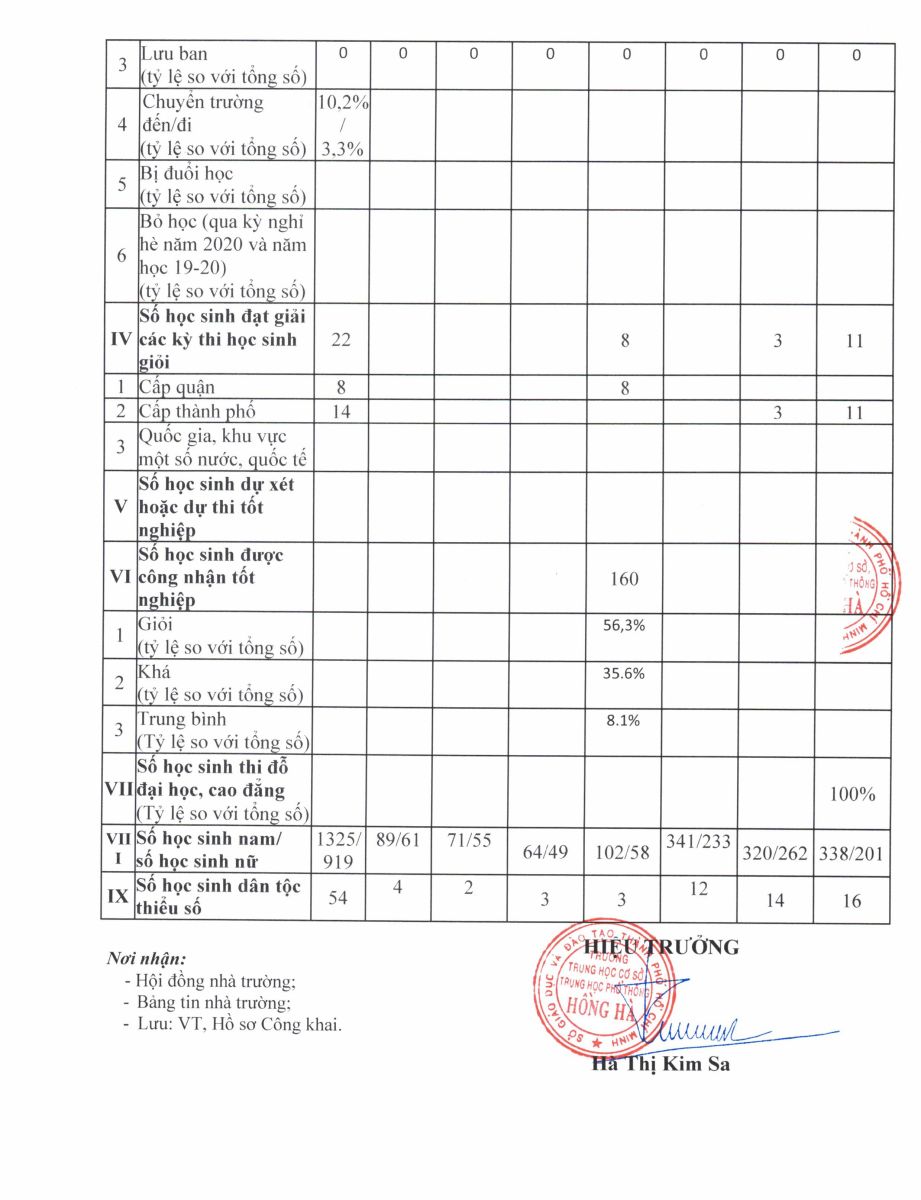 3 Lưu ban 0 0 0 0 0 0 0 0
(tỷ lệ so với tổng số)
Chuyển trường 10,2%
4 đến/đi /
(tỷ lệ so với tổng số) 3,3%
5 Bị đuổi học
(tỷ lệ so với tổng số)
Bỏ học (qua kỳ nghỉ
hè năm 2020 và năm
6 học 19-20)
(tỷ lệ so với tổng số)
Số học sinh đạt giải
IV các kỳ thi học sinh 22 8 3 11
giỏi
1 Cấp quận 8 8
2 Cấp thành phố 14 3 11
3 Quốc gia, khu vực
một số nước, quốc tế
Số học sinh dự xét
V hoặc dự thi tốt
nghiệp
Số học sinh được
VI công nhận tốt 160
nghiệp
1 Giỏi 56,3%
(tỷ lệ so với tổng số)
2 Khá 35.6%
(tỷ lệ so với tổng số)
3 Trung bình 8.1%
(Tỷ lệ so với tổng số)
Số học sinh thi đỗ
VII đại học, cao đẳng 100%
(Tỷ lệ so với tổng số)
VII Số học sinh nam/ 1325/ 89/61 71/55 64/49 102/58 341/233 320/262 338/201
I số học sinh nữ 919
IX Số học sinh dân tộc 54 4 2 3 3 12 14 16
thiểu số
ÀNH PHỐ HỒ CHÍ MINH
SỞ.
THÔNG
HÀ
Nơi nhận:
- Hội đồng nhà trường;
- Bảng tin nhà trường;
- Lưu: VT, Hồ sơ Công khai.
HIỆU TRƯỞNG
SỞ GIÁO DỤC VÀ ĐÀO TẠO THÀNH PHỐ HỒ CHÍ MINH
TRƯỜNG
TRUNG HỌC CƠ SỞ
TRUNG HỌC PHỔ THÔNG
HỒNG HÀ
Hà Thị Kim Sa